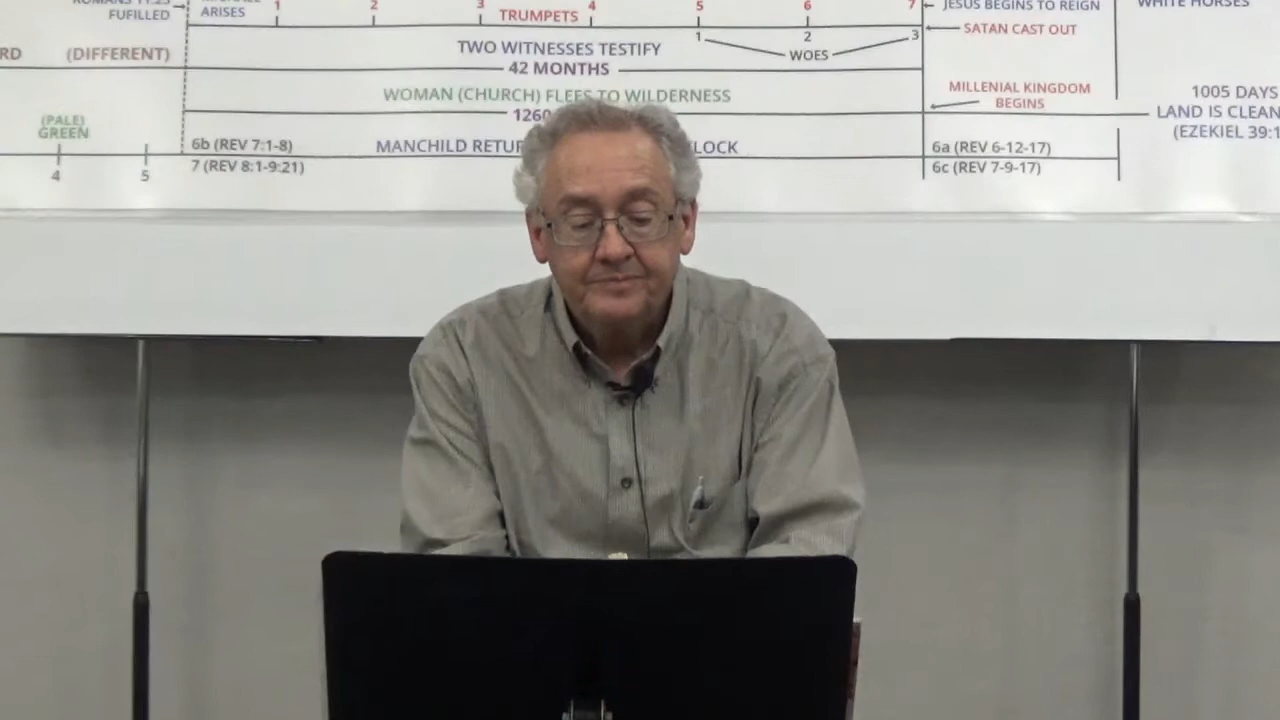 ROMANS 11:25
FUFILLED
ARISES
1 2 3 4 5 6 7
TRUMPETS
JESUS BEGINS TO REIGN
WHITE HORSES
SATAN CAST OUT
1 2 3
WOES
RD (DIFFERENT)
TWO WITNESSES TESTIFY
42 MONTHS
WOMAN (CHURCH) FLEES TO WILDERNESS
1260
MILLENIAL KINGDOM
BEGINS
1005 DAYS
LAND IS CLEAN
(EZEKIEL 39:1
(PALE)
GREEN
4 5
6b (REV 7:1-8)
MANCHILD RETUR LOCK
6a (REV 6-12-17)
7 (REV 8:1-9:21)
6c (REV 7-9-17)